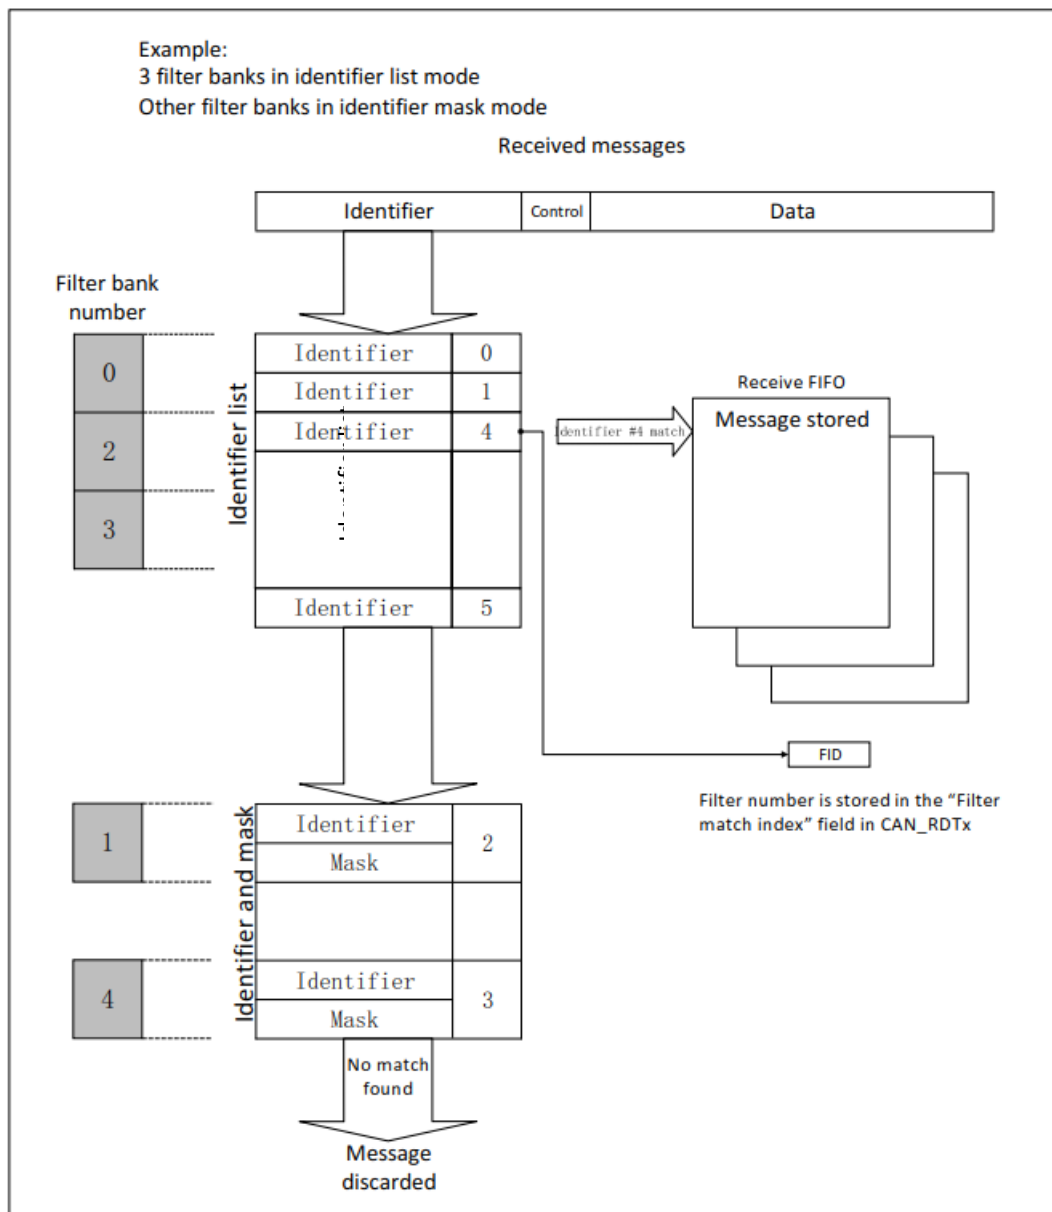 Example:
3 filter banks in identifier list mode
Other filter banks in identifier mask mode
Received messages
Identifier
Control
Data
Filter bank
number
0
2
3
Identifier list
Identifier
0
Identifier
1
Identifier
4
Identifier
5
Identifier #4 match
Receive FIFO
Message stored
FID
Filter number is stored in the “Filter
match index” field in CAN_RDTx
1
4
Identifier and mask
Identifier
Mask
2
Identifier
Mask
3
No match
found
Message
discarded